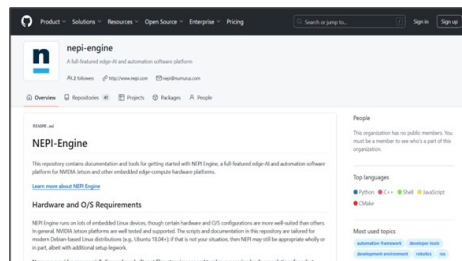 Product Solutions Resources Open Source Enterprise Pricing
Search or jump to... / Sign in Sign up
n
nepi-engine
A full-featured edge-AI and automation software platform
2 followers http://www.nepi.com nepi@numurus.com
Overview Repositories 41 Projects Packages People
README.md
NEPI-Engine
This repository contains documentation and tools for getting started with NEPI Engine, a full-featured edge-AI and automation software
platform for NVIDIA Jetson and other embedded edge-compute hardware platforms.
Learn more about NEPI Engine
Hardware and O/S Requirements
NEPI Engine runs on lots of embedded Linux devices, though certain hardware and O/S configurations are more well-suited than others.
In general, NVIDIA Jetson platforms are well tested and supported. The scripts and documentation in this repository are tailored for
modern Debian-based Linux distributions (e.g. Ubuntu 18.04+); if that is not your situation, then NEPI may still be appropriate wholly or
in part, albeit with additional setup legwork.
People
This organization has no public members. You
must be a member to see who's a part of this
organization.
Top languages
Python C++ Shell JavaScript
CMake
Most used topics
automation framework developer-tools
development environment robotics ros